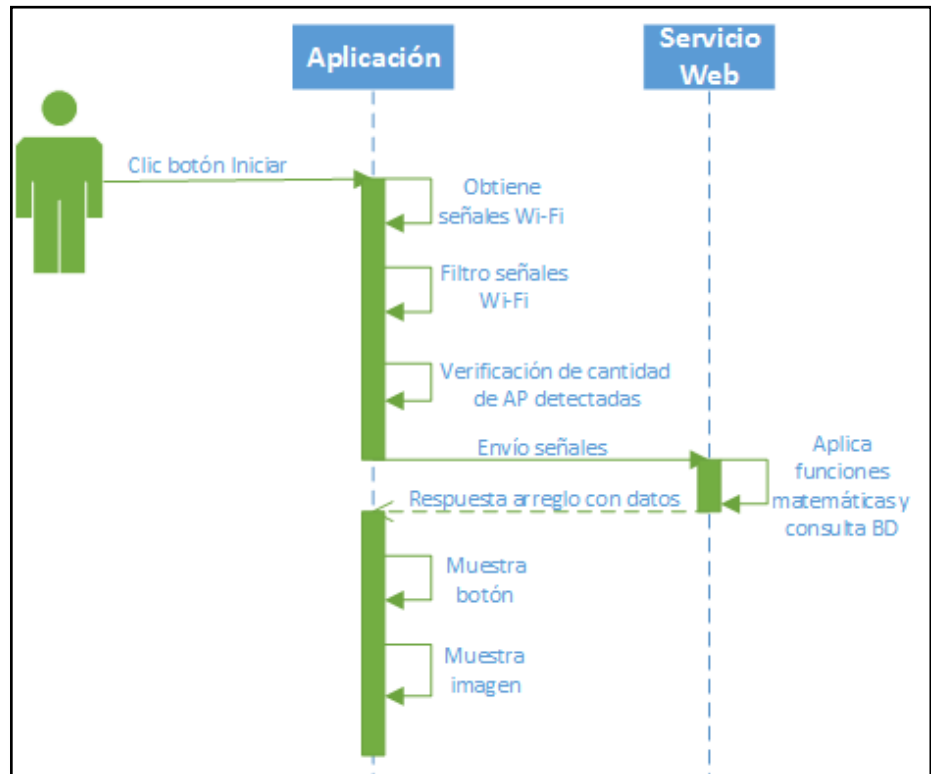 Aplicación
Servicio
Web
Clic botón Iniciar
Obtiene
señales Wi-Fi
Filtro señales
Wi-Fi
Verificación de cantidad
de AP detectadas
Envío señales
Aplica
funciones
matemáticas y
consulta BD
Respuesta arreglo con datos
Muestra
botón
Muestra
imagen